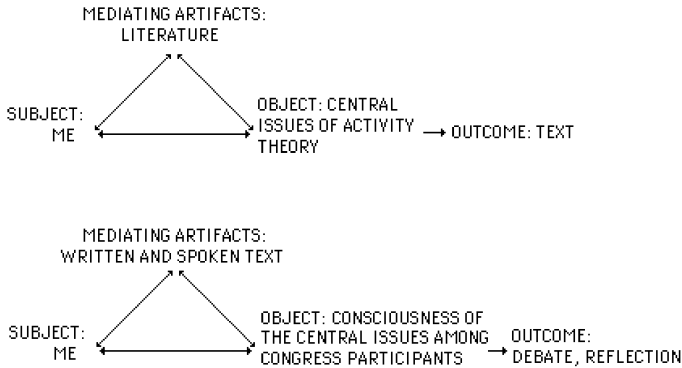 MEDIATING ARTIFACTS:
LITERATURE
SUBJECT:
ME
OBJECT: CENTRAL
ISSUES OF ACTIVITY
THEORY
OUTCOME: TEXT
MEDIATING ARTIFACTS:
WRITTEN AND SPOKEN TEXT
SUBJECT:
ME
OBJECT: CONSCIOUSNESS OF
THE CENTRAL ISSUES AMONG
CONGRESS PARTICIPANTS
OUTCOME:
DEBATE, REFLECTION